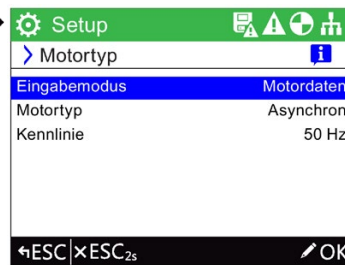 Setup
Motortyp
Eingabemodus Motordaten
Motortyp Asynchron
Kennlinie 50 Hz
ESC ESC2s OK